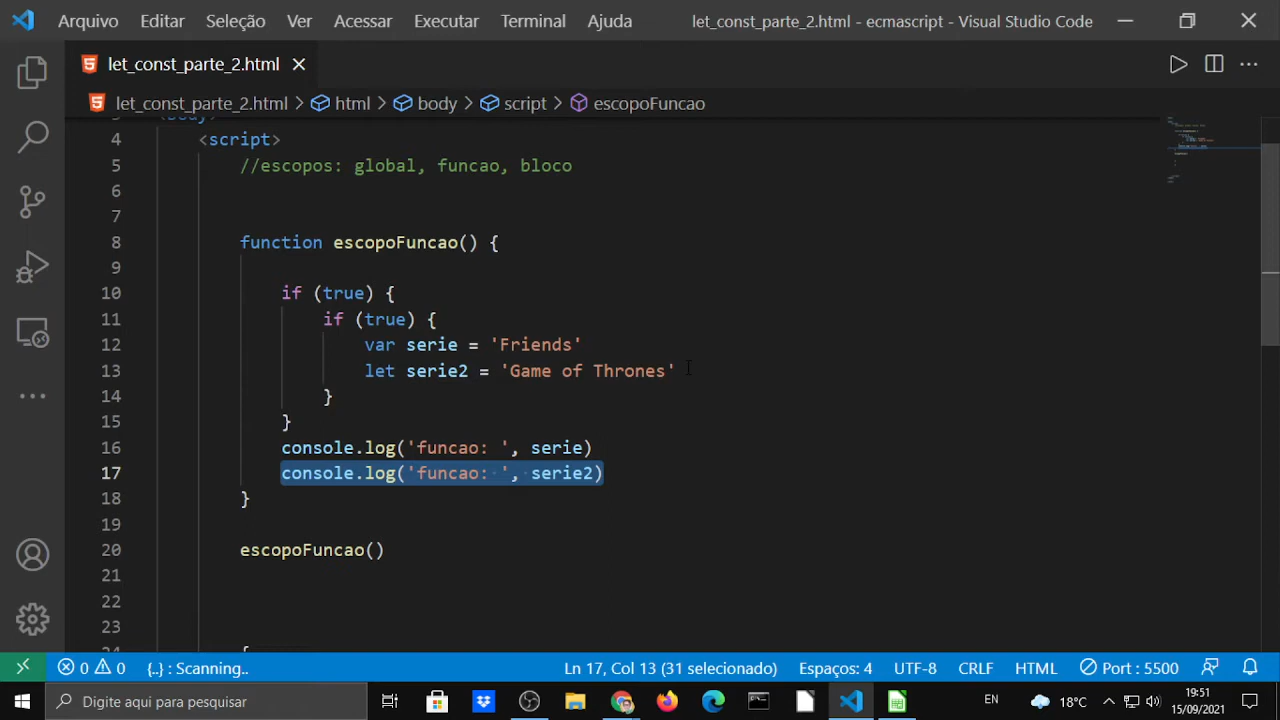 Arquivo Editar Seleção Ver Acessar Executar Terminal Ajuda let_const_parte_2.html - ecmascript - Visual Studio Code
let_const_parte_2.html
let_const_parte_2.html > html > body > script > escopoFuncao
3 <body>
4 <script>
5 //escopos: global, funcao, bloco
6
7
8 function escopoFuncao() {
9
10 if (true) {
11 if (true) {
12 var serie = 'Friends'
13 let serie2 = 'Game of Thrones'
14 }
15 }
16 console.log('funcao: ', serie)
17 console.log('funcao: ', serie2)
18 }
19
20 escopoFuncao()
21
22
23
24 {
0 0 {..} : Scanning.. Ln 17, Col 13 (31 selecionado) Espaços: 4 UTF-8 CRLF HTML Port : 5500
Digite aqui para pesquisar EN 18°C 19:51
15/09/2021